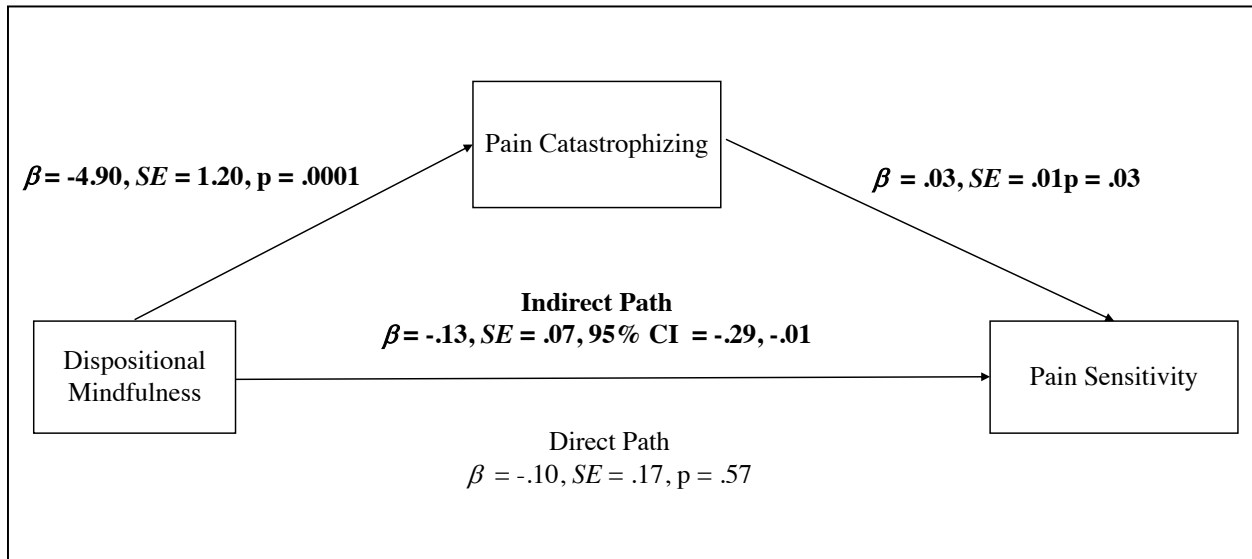 Pain Catastrophizing
β = -4.90, SE = 1.20, p = .0001
β = .03, SE = .01p = .03
Indirect Path
β = -.13, SE = .07, 95% CI = -.29, -.01
Dispositional
Mindfulness
Pain Sensitivity
Direct Path
β = -.10, SE = .17, p = .57